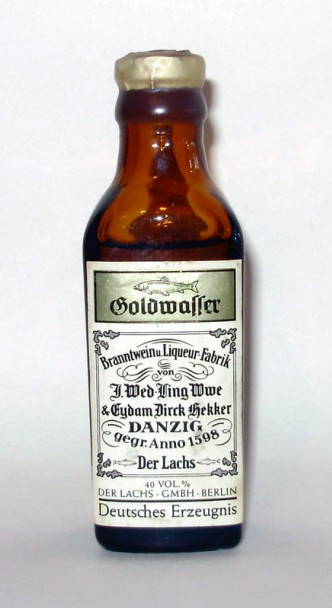 Goldwasser
Branntwein u. Liqueur-Fabrik
von
I. Wed-Ling Wwe
& Eydam Dirck Hekker
DANZIG
gegr. Anno 1598
Der Lachs
40 VOL.%
DER LACHS · GMBH · BERLIN
Deutsches Erzeugnis